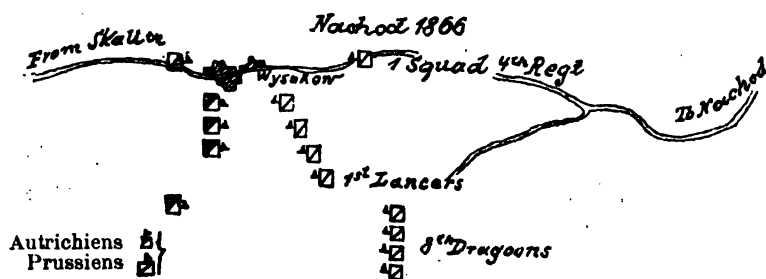 Nachod 1866
From Skalitz
Wysokow
1 Squad 4th Regt
To Nachod
1st Lancers
8th Dragoons
Autrichiens
Prussiens